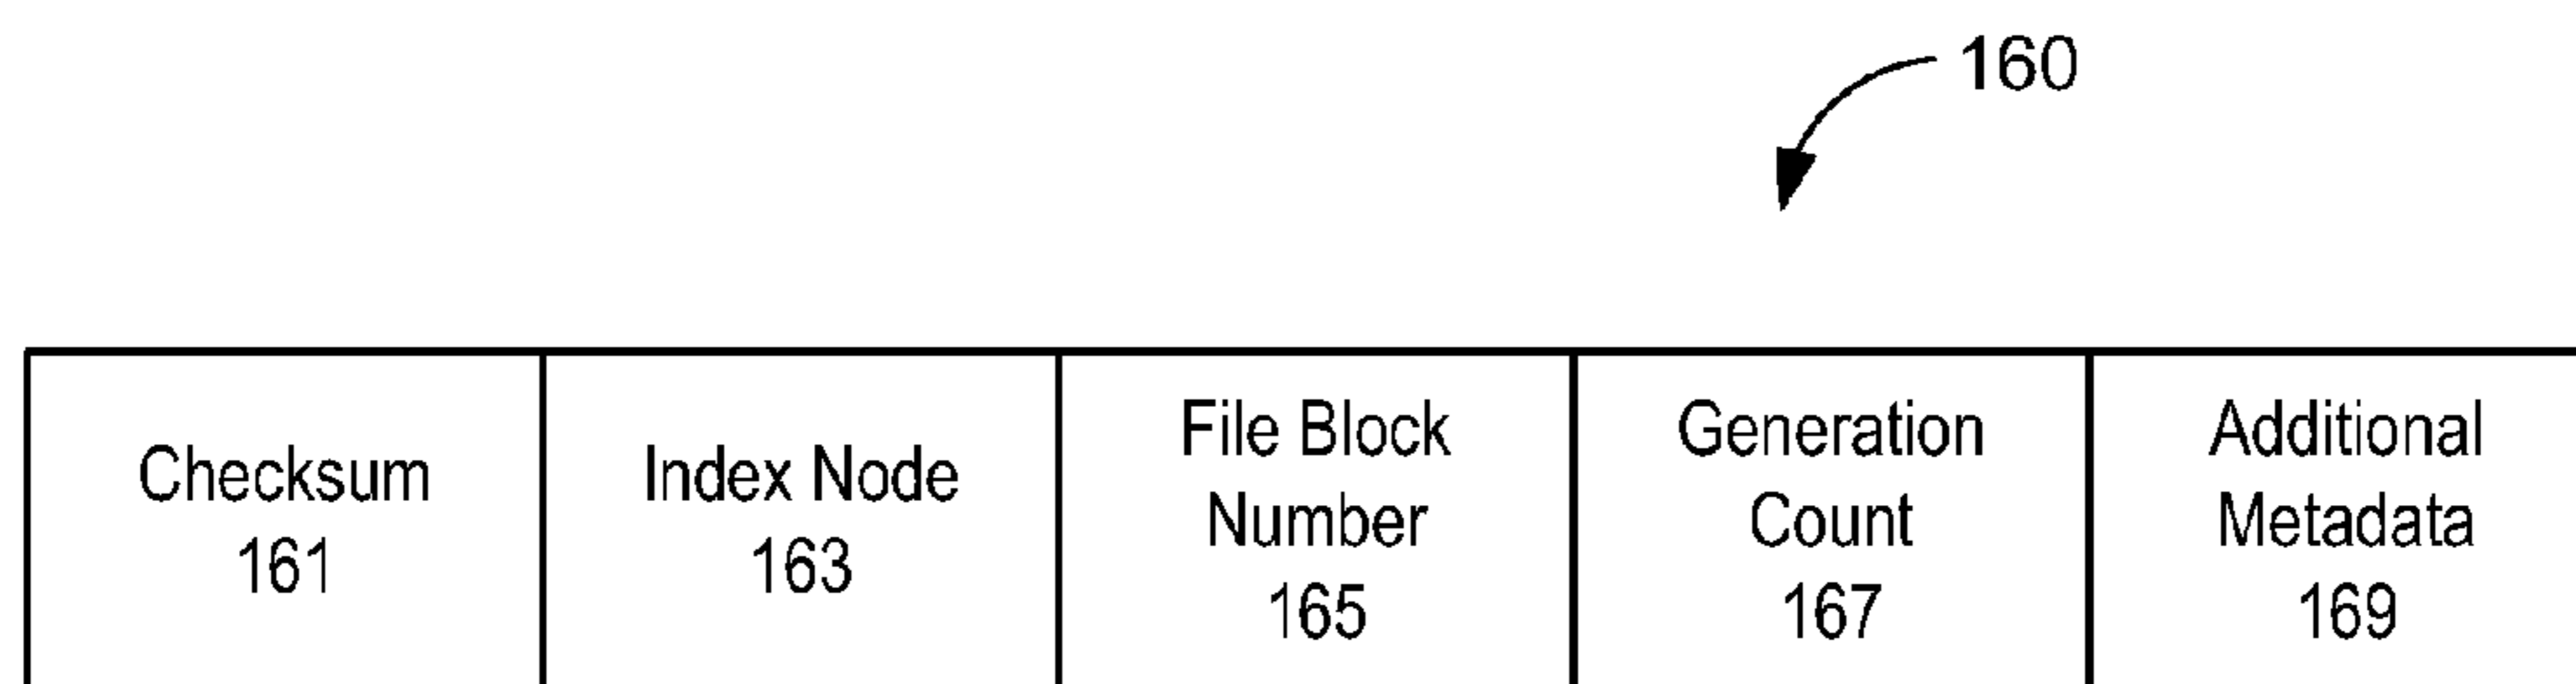 160
Checksum
161
Index Node
163
File Block
Number
165
Generation
Count
167
Additional
Metadata
169